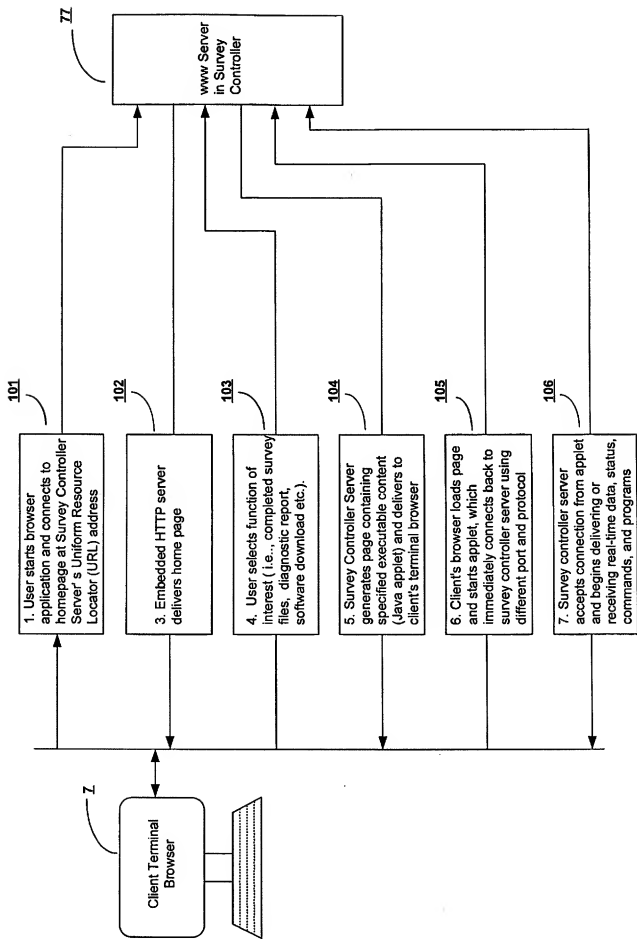 7
Client Terminal
Browser
101
1. User starts browser
application and connects to
homepage at Survey Controller
Server's Uniform Resource
Locator (URL) address
102
3. Embedded HTTP server
delivers home page
103
4. User selects function of
interest ( i.e.., completed survey
files, diagnostic report,
software download etc.).
104
5. Survey Controller Server
generates page containing
specified executable content
(Java applet) and delivers to
client's terminal browser
105
6. Client's browser loads page
and starts applet, which
immediately connects back to
survey controller server using
different port and protocol
106
7. Survey controller server
accepts connection from applet
and begins delivering or
receiving real-time data, status,
commands, and programs
77
www Server
in Survey
Controller